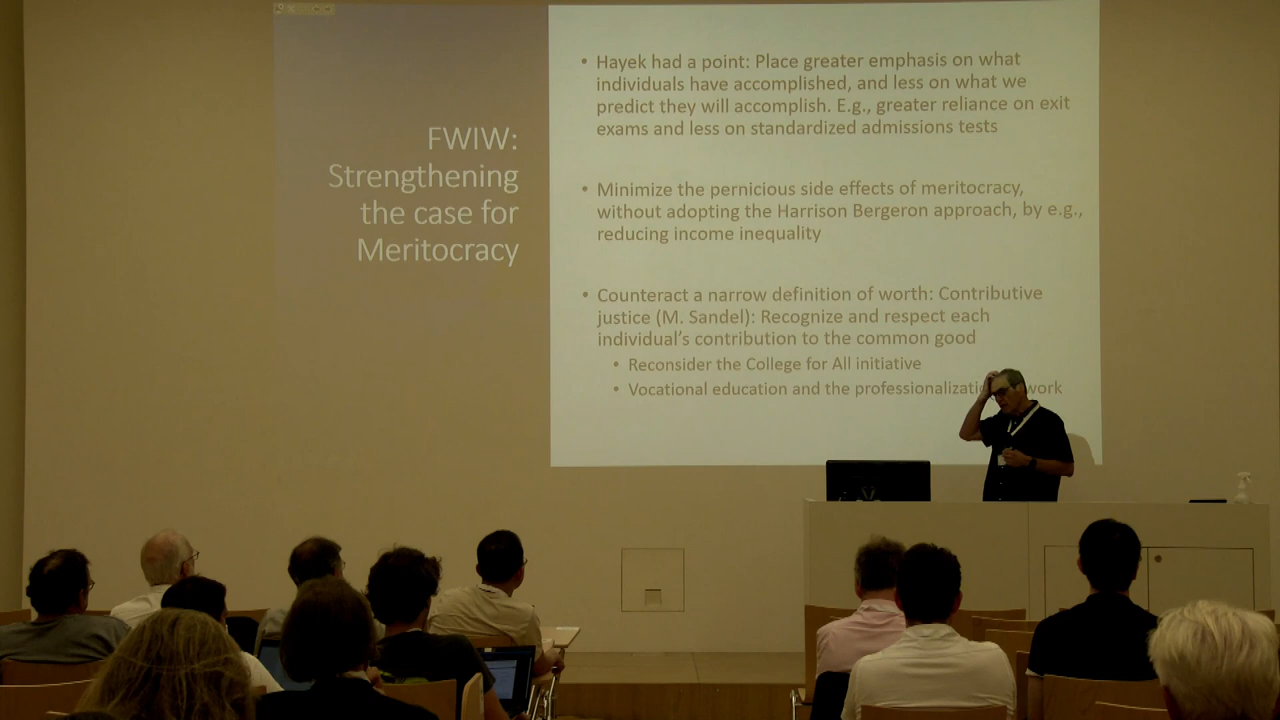 FWIW:
Strengthening
the case for
Meritocracy
• Hayek had a point: Place greater emphasis on what
individuals have accomplished, and less on what we
predict they will accomplish. E.g., greater reliance on exit
exams and less on standardized admissions tests
• Minimize the pernicious side effects of meritocracy,
without adopting the Harrison Bergeron approach, by e.g.,
reducing income inequality
• Counteract a narrow definition of worth: Contributive
justice (M. Sandel): Recognize and respect each
individual's contribution to the common good
• Reconsider the College for All initiative
• Vocational education and the work